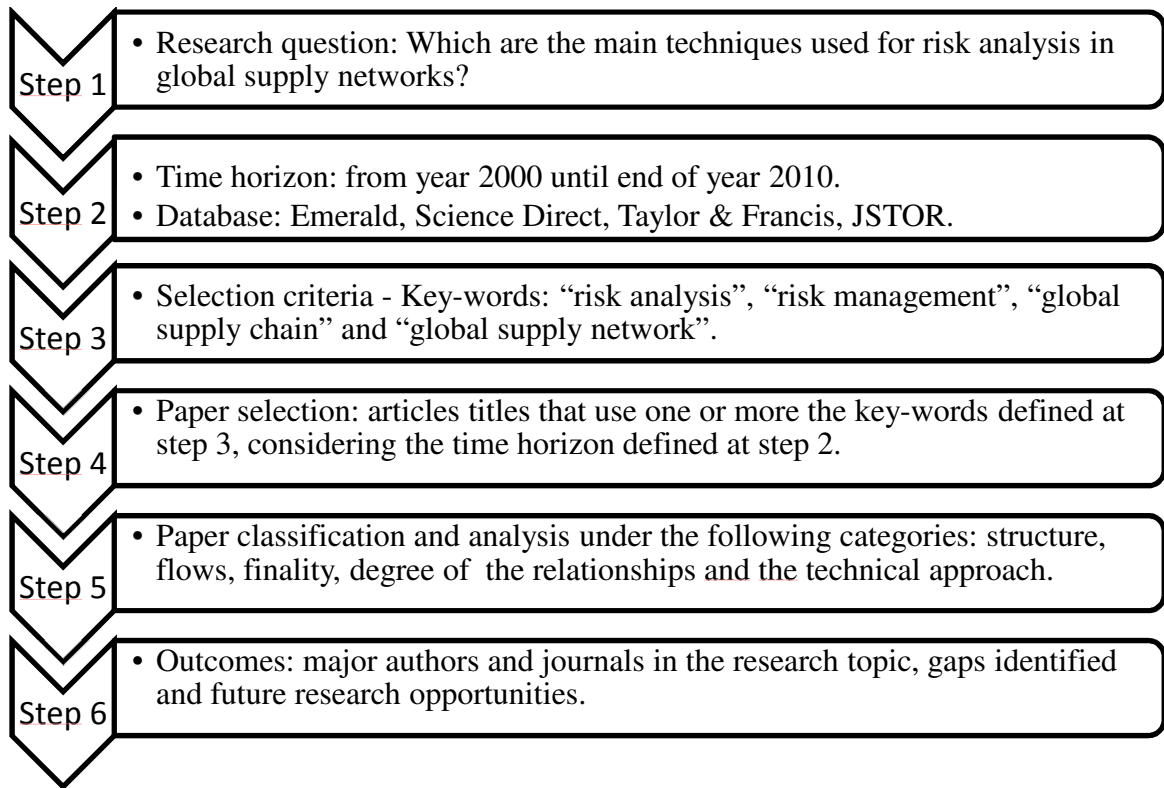 Step 1
• Research question: Which are the main techniques used for risk analysis in
global supply networks?
Step 2
• Time horizon: from year 2000 until end of year 2010.
• Database: Emerald, Science Direct, Taylor & Francis, JSTOR.
Step 3
• Selection criteria - Key-words: “risk analysis”, “risk management”, “global
supply chain” and “global supply network”.
Step 4
• Paper selection: articles titles that use one or more the key-words defined at
step 3, considering the time horizon defined at step 2.
Step 5
• Paper classification and analysis under the following categories: structure,
flows, finality, degree of  the relationships and the technical approach.
Step 6
• Outcomes: major authors and journals in the research topic, gaps identified
and future research opportunities.